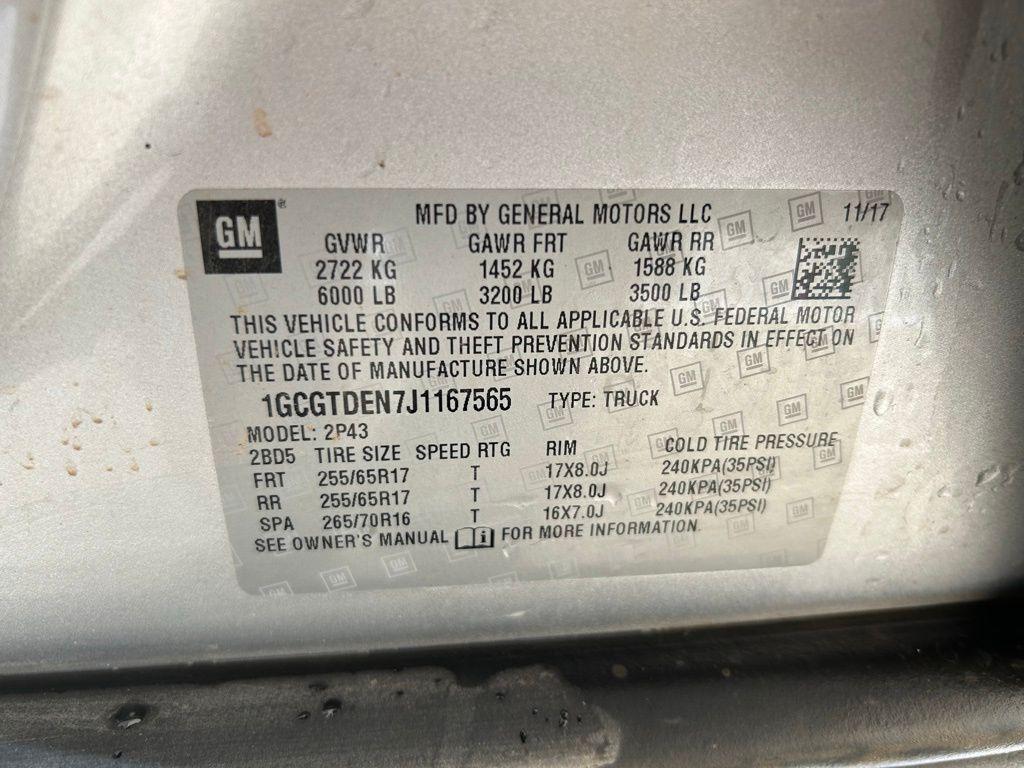 GM ®
MFD BY GENERAL MOTORS LLC 11/17
GVWR GAWR FRT GAWR RR
2722 KG 1452 KG 1588 KG
6000 LB 3200 LB 3500 LB
THIS VEHICLE CONFORMS TO ALL APPLICABLE U.S. FEDERAL MOTOR
VEHICLE SAFETY AND THEFT PREVENTION STANDARDS IN EFFECT ON
THE DATE OF MANUFACTURE SHOWN ABOVE.
1GCGTDEN7J1167565 TYPE: TRUCK
MODEL: 2P43
2BD5 TIRE SIZE SPEED RTG RIM COLD TIRE PRESSURE
FRT 255/65R17 T 17X8.0J 240KPA(35PSI)
RR 255/65R17 T 17X8.0J 240KPA(35PSI)
SPA 265/70R16 T 16X7.0J 240KPA(35PSI)
SEE OWNER'S MANUAL i FOR MORE INFORMATION.